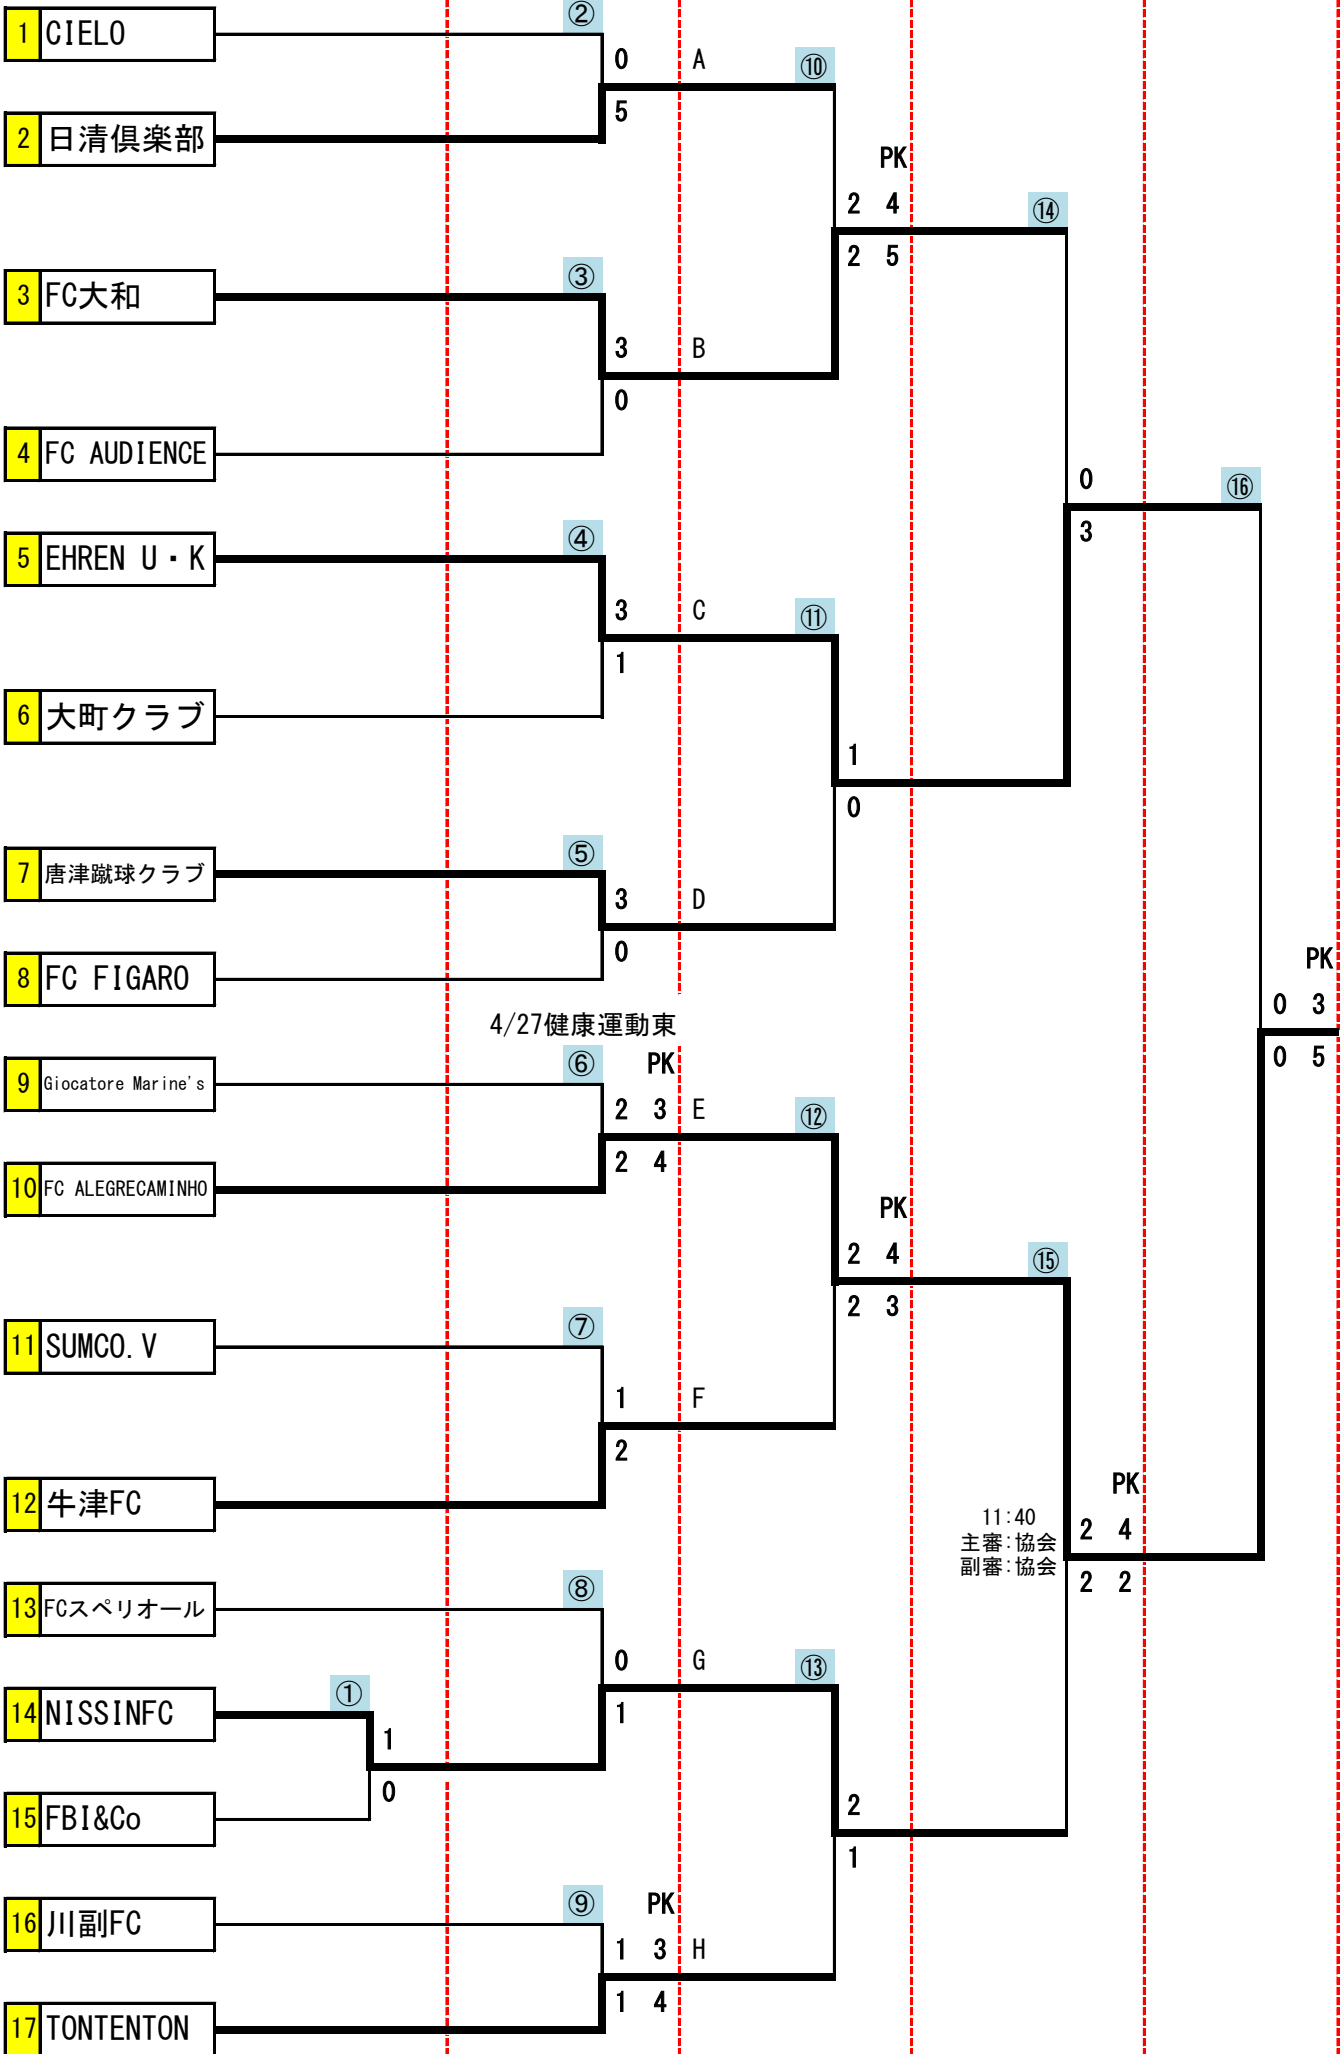 ②
1 CIELO
0 A
⑩
5
2 日清倶楽部
PK
2 4
⑭
2 5
③
3 FC大和
3 B
0
4 FC AUDIENCE
0
⑯
3
④
5 EHREN U・K
3 C
⑪
1
6 大町クラブ
1
0
⑤
7 唐津蹴球クラブ
3 D
0
8 FC FIGARO
PK
0 3
0 5
4/27健康運動東
⑥ PK
9 Giocatore Marine's
2 3 E
⑫
2 4
10 FC ALEGRECAMINHO
PK
2 4
⑮
2 3
⑦
11 SUMCO.V
1 F
2
12 牛津FC
PK
11:40
主審:協会
副審:協会
2 4
2 2
⑧
13 FCスペリオール
0 G
⑬
1
①
14 NISSINFC
1
0
15 FBI&Co
2
1
⑨ PK
16 川副FC
1 3 H
1 4
17 TONTENTON